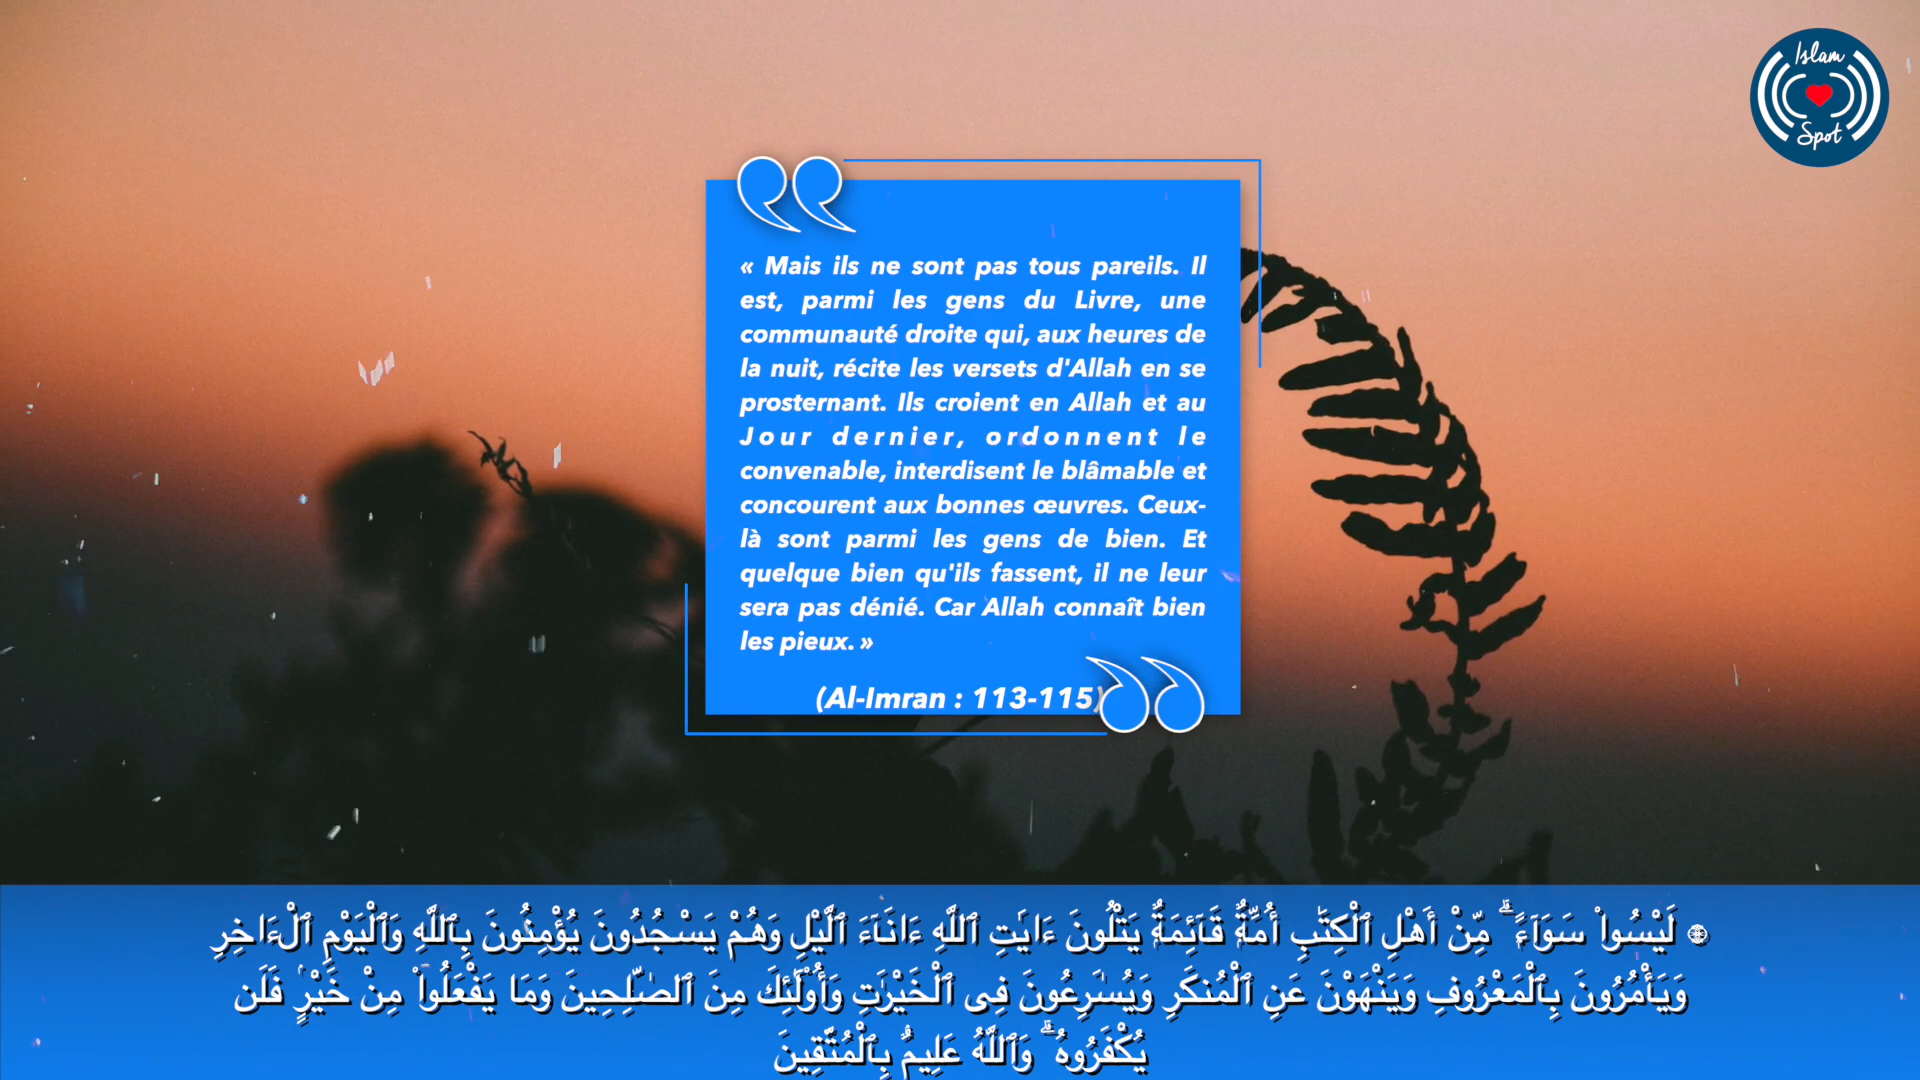 Islam
Spot
« Mais ils ne sont pas tous pareils. Il
est, parmi les gens du Livre, une
communauté droite qui, aux heures de
la nuit, récite les versets d'Allah en se
prosternant. Ils croient en Allah et au
Jour dernier, ordonnent le
convenable, interdisent le blâmable et
concourent aux bonnes œuvres. Ceux-
là sont parmi les gens de bien. Et
quelque bien qu'ils fassent, il ne leur
sera pas dénié. Car Allah connaît bien
les pieux. »
(Al-Imran : 113-115)
۞ لَيْسُوا۟ سَوَآءًۭ ۗ مِّنْ أَهْلِ ٱلْكِتَٰبِ أُمَّةٌۭ قَآئِمَةٌۭ يَتْلُونَ ءَايَٰتِ ٱللَّهِ ءَانَآءَ ٱلَّيْلِ وَهُمْ يَسْجُدُونَ يُؤْمِنُونَ بِٱللَّهِ وَٱلْيَوْمِ ٱلْءَاخِرِ
وَيَأْمُرُونَ بِٱلْمَعْرُوفِ وَيَنْهَوْنَ عَنِ ٱلْمُنكَرِ وَيُسَٰرِعُونَ فِى ٱلْخَيْرَٰتِ وَأُو۟لَٰٓئِكَ مِنَ ٱلصَّٰلِحِينَ وَمَا يَفْعَلُوا۟ مِنْ خَيْرٍۢ فَلَن
يُكْفَرُوهُ ۗ وَٱللَّهُ عَلِيمٌۢ بِٱلْمُتَّقِينَ